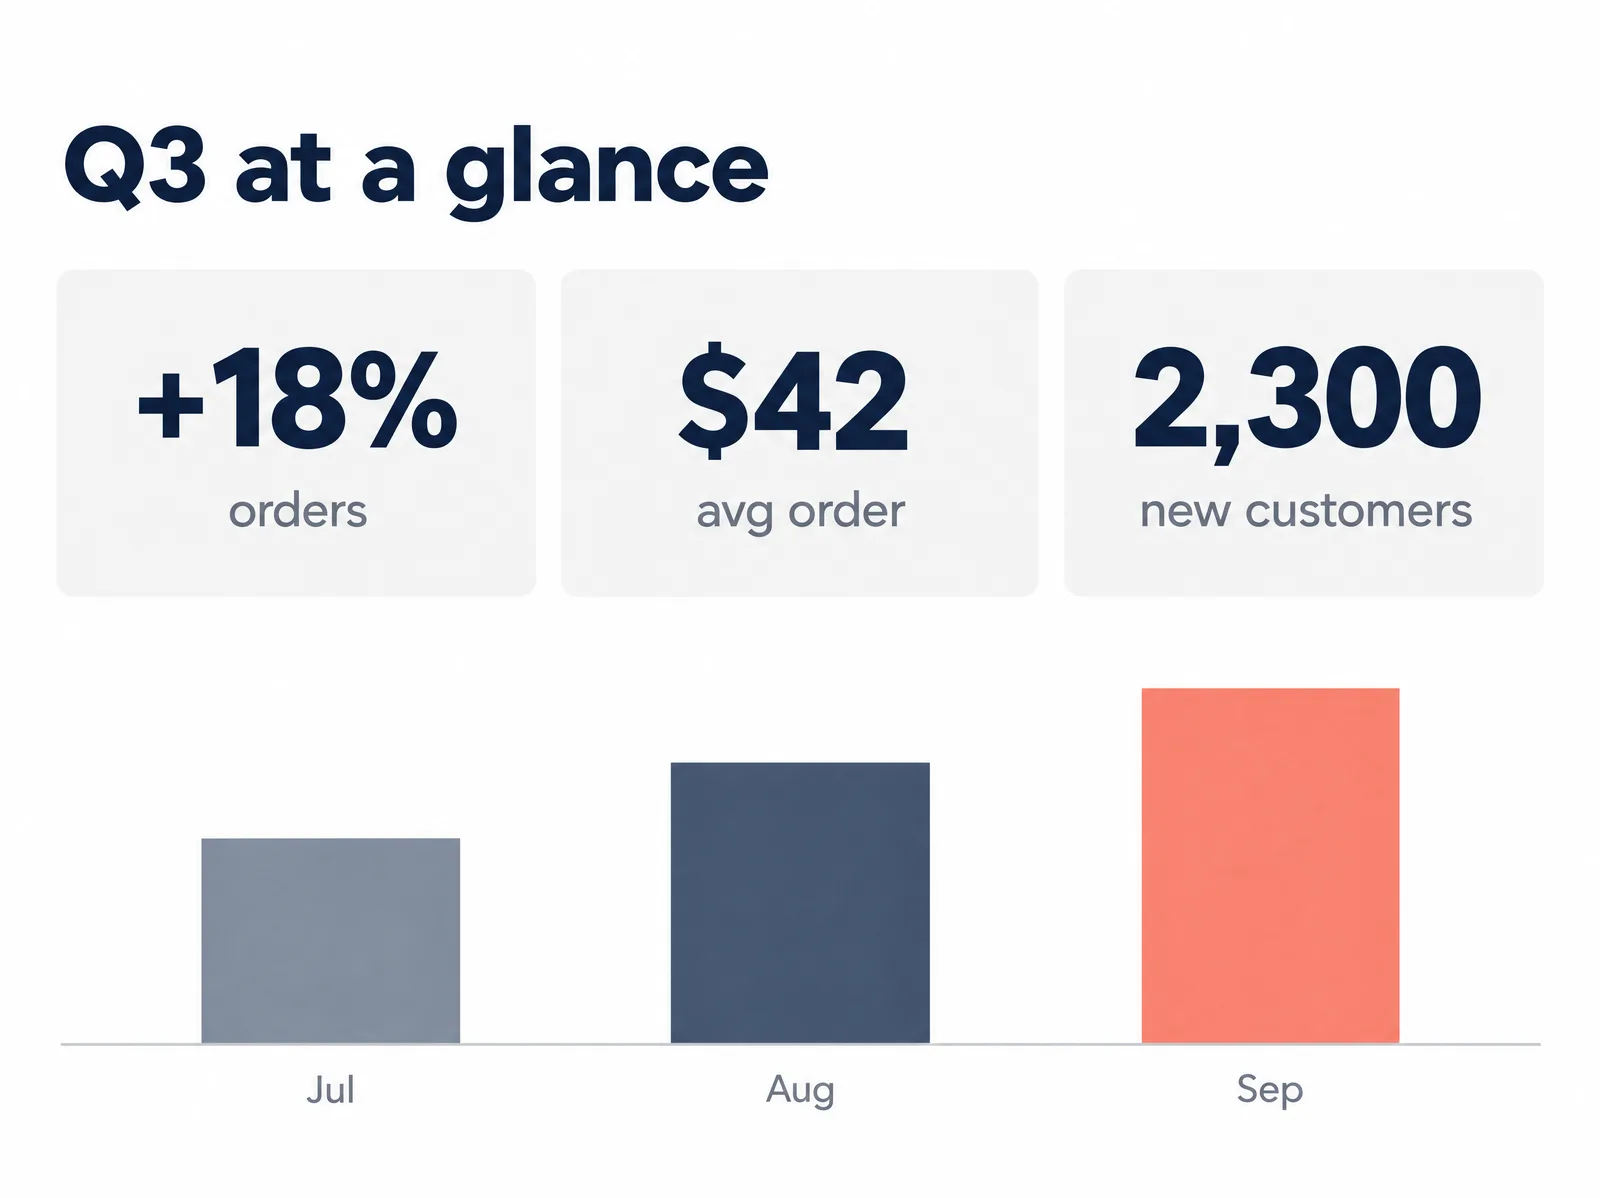 Q3 at a glance
+18%
orders
$42
avg order
2,300
new customers
Jul
Aug
Sep